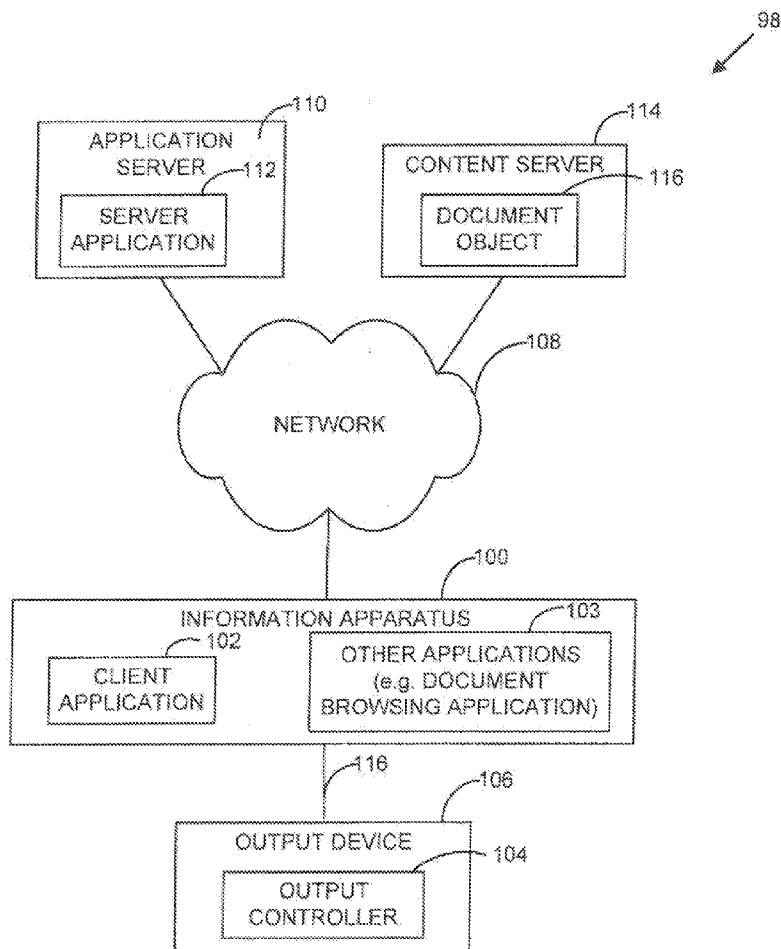 98
110
APPLICATION
SERVER
112
SERVER
APPLICATION
114
CONTENT SERVER
116
DOCUMENT
OBJECT
108
NETWORK
100
INFORMATION APPARATUS
102
CLIENT
APPLICATION
103
OTHER APPLICATIONS
(e.g. DOCUMENT
BROWSING APPLICATION)
116
106
OUTPUT DEVICE
104
OUTPUT
CONTROLLER